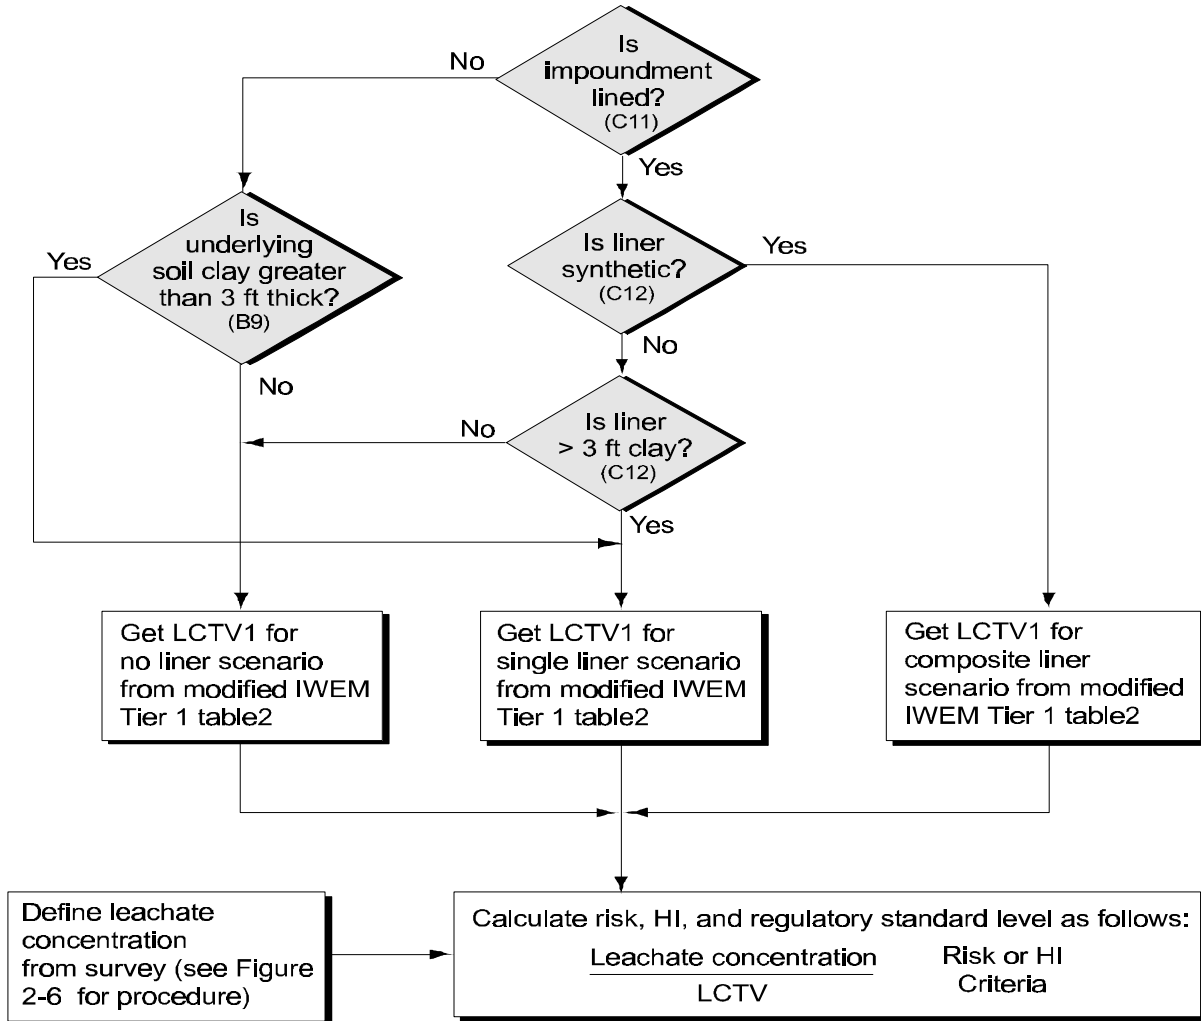 Is
impoundment
lined?
(C11)
No
Yes
Is
underlying
soil clay greater
than 3 ft thick?
(B9)
Yes
No
Is liner
synthetic?
(C12)
Yes
No
Is liner
> 3 ft clay?
(C12)
No
Yes
Get LCTV1 for
no liner scenario
from modified IWEM
Tier 1 table2
Get LCTV1 for
single liner scenario
from modified IWEM
Tier 1 table2
Get LCTV1 for
composite liner
scenario from modified
IWEM Tier 1 table2
Define leachate
concentration
from survey (see Figure
2-6 for procedure)
Calculate risk, HI, and regulatory standard level as follows:
Leachate concentration
LCTV
Risk or HI
Criteria